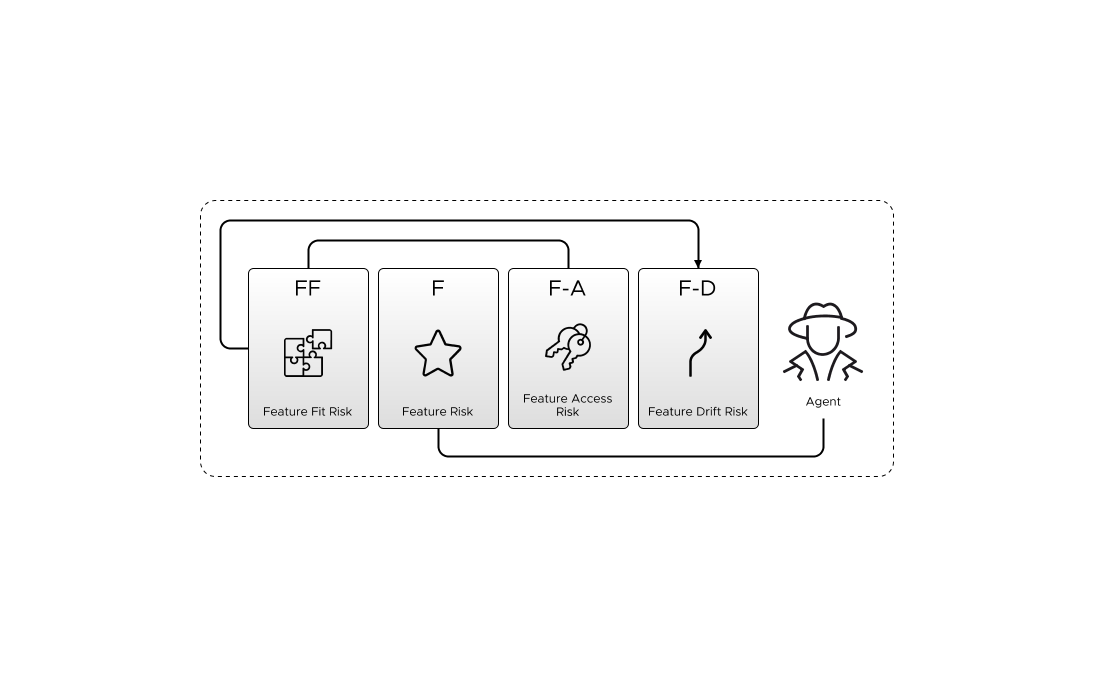 FF
F
F-A
F-D
Feature Fit Risk
Feature Risk
Feature Access
Risk
Feature Drift Risk
Agent